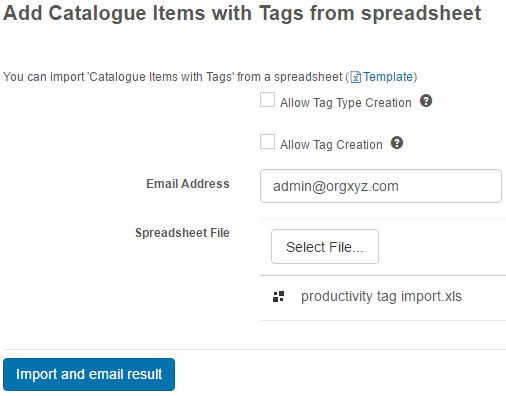 Add Catalogue Items with Tags from spreadsheet
You can import 'Catalogue Items with Tags' from a spreadsheet (Template)
Allow Tag Type Creation ?
Allow Tag Creation ?
Email Address admin@orgxyz.com
Spreadsheet File
Select File...
productivity tag import.xls
Import and email result